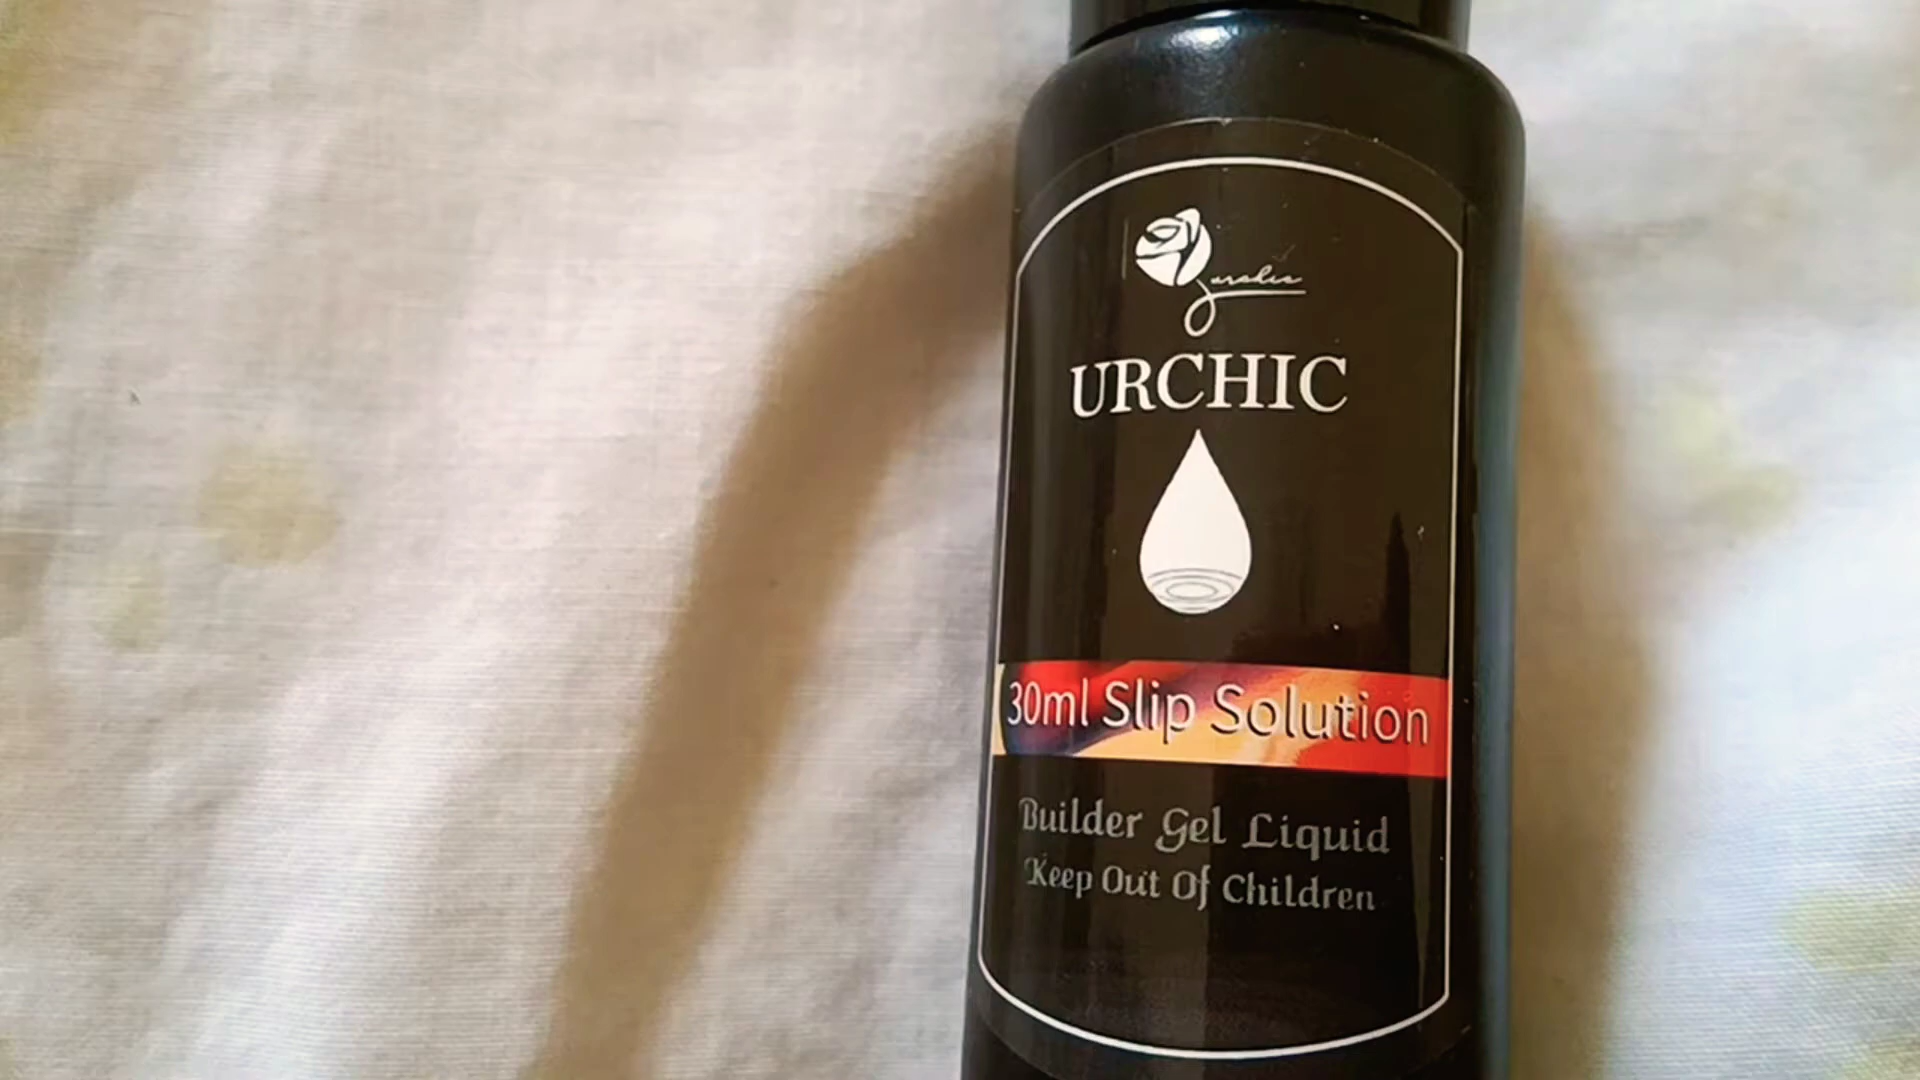 URCHIC
30ml Slip Solution
Builder Gel Liquid
Keep Out Of Children